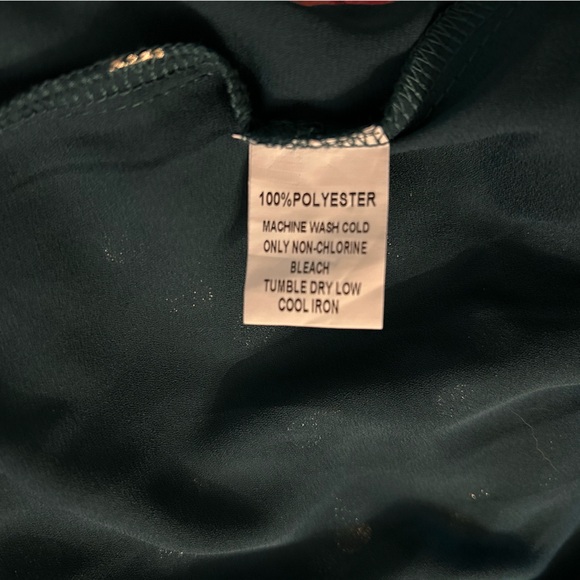 100%POLYESTER
MACHINE WASH COLD
ONLY NON-CHLORINE
BLEACH
TUMBLE DRY LOW
COOL IRON